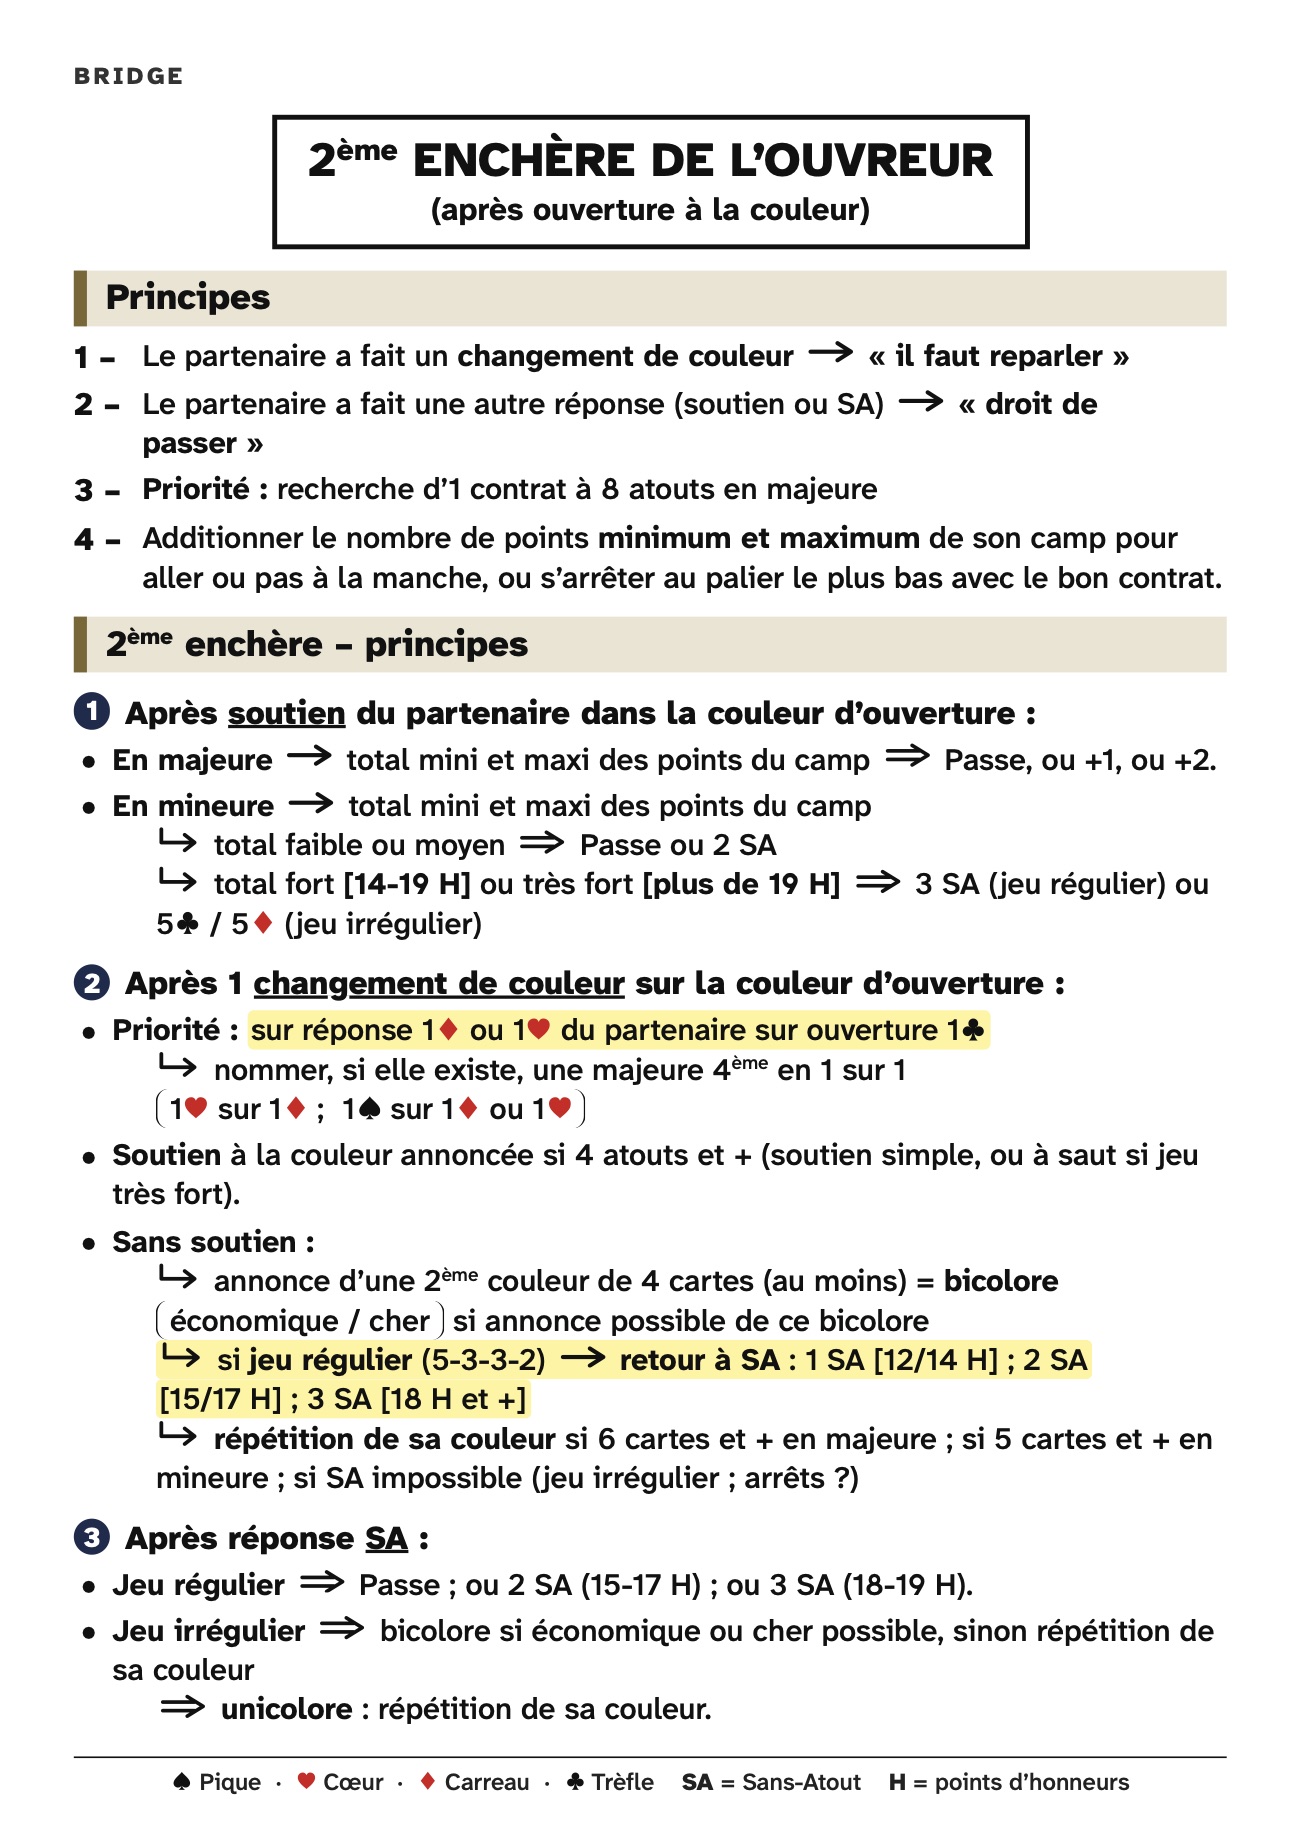 BRIDGE
2ème ENCHÈRE DE L’OUVREUR
(après ouverture à la couleur)
Principes
1 – Le partenaire a fait un changement de couleur → « il faut reparler »
2 – Le partenaire a fait une autre réponse (soutien ou SA) → « droit de
passer »
3 – Priorité : recherche d’1 contrat à 8 atouts en majeure
4 – Additionner le nombre de points minimum et maximum de son camp pour
aller ou pas à la manche, ou s’arrêter au palier le plus bas avec le bon contrat.
2ème enchère – principes
1 Après soutien du partenaire dans la couleur d’ouverture :
• En majeure → total mini et maxi des points du camp ⇒ Passe, ou +1, ou +2.
• En mineure → total mini et maxi des points du camp
↳ total faible ou moyen ⇒ Passe ou 2 SA
↳ total fort [14-19 H] ou très fort [plus de 19 H] ⇒ 3 SA (jeu régulier) ou
5♣ / 5♦ (jeu irrégulier)
2 Après 1 changement de couleur sur la couleur d’ouverture :
• Priorité : sur réponse 1♦ ou 1♥ du partenaire sur ouverture 1♣
↳ nommer, si elle existe, une majeure 4ème en 1 sur 1
(1♥ sur 1♦ ; 1♠ sur 1♦ ou 1♥)
• Soutien à la couleur annoncée si 4 atouts et + (soutien simple, ou à saut si jeu
très fort).
• Sans soutien :
↳ annonce d’une 2ème couleur de 4 cartes (au moins) = bicolore
(économique / cher) si annonce possible de ce bicolore
↳ si jeu régulier (5-3-3-2) → retour à SA : 1 SA [12/14 H] ; 2 SA
[15/17 H] ; 3 SA [18 H et +]
↳ répétition de sa couleur si 6 cartes et + en majeure ; si 5 cartes et + en
mineure ; si SA impossible (jeu irrégulier ; arrêts ?)
3 Après réponse SA :
• Jeu régulier ⇒ Passe ; ou 2 SA (15-17 H) ; ou 3 SA (18-19 H).
• Jeu irrégulier ⇒ bicolore si économique ou cher possible, sinon répétition de
sa couleur
⇒ unicolore : répétition de sa couleur.
♠ Pique · ♥ Cœur · ♦ Carreau · ♣ Trèfle SA = Sans-Atout H = points d’honneurs